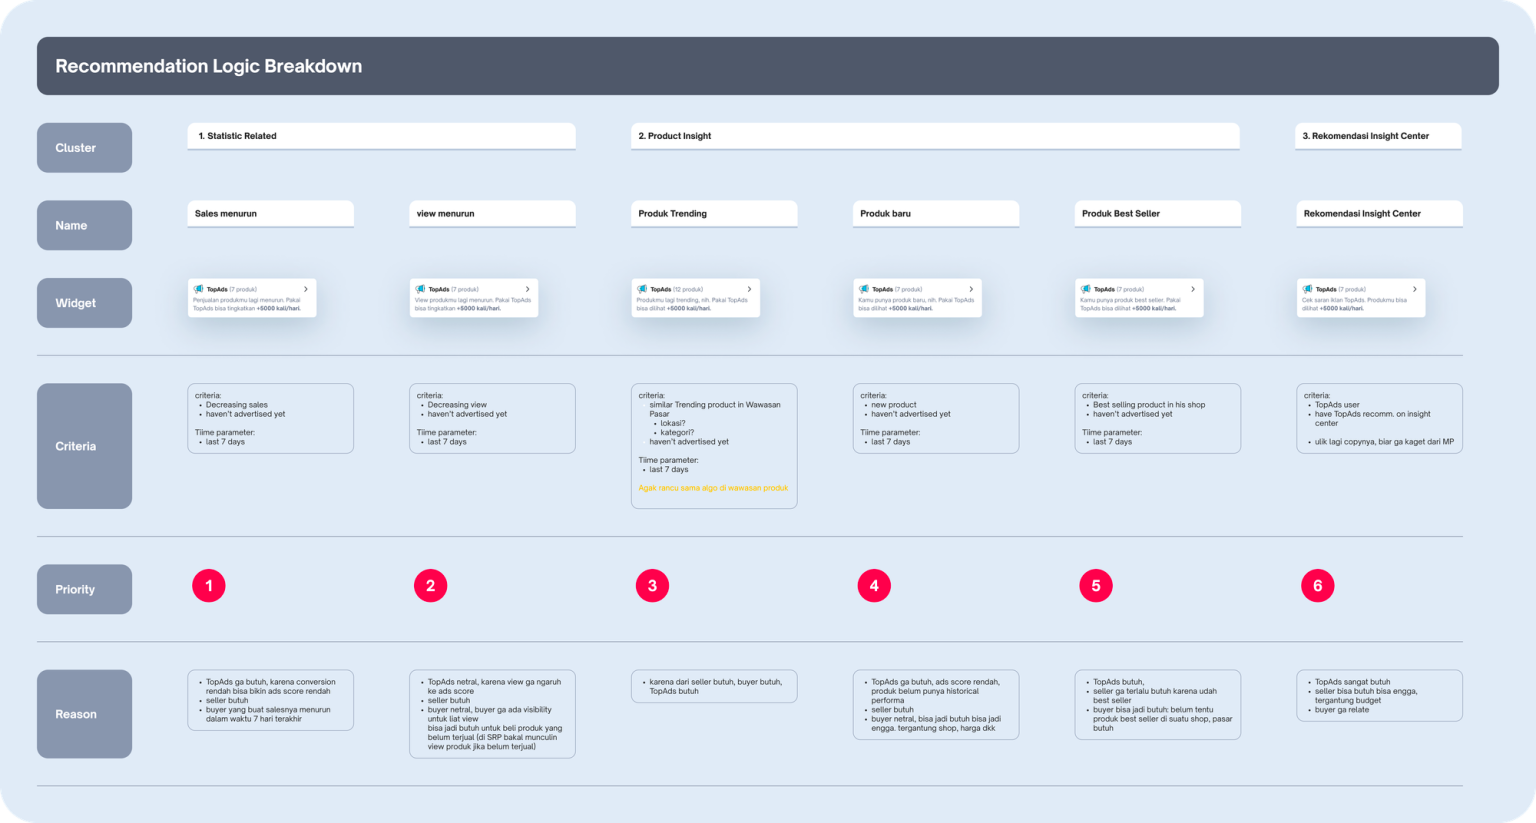 Recommendation Logic Breakdown
Cluster
1. Statistic Related
2. Product Insight
3. Rekomendasi Insight Center
Name
Sales menurun
view menurun
Produk Trending
Produk baru
Produk Best Seller
Rekomendasi Insight Center
Widget
TopAds (7 produk)
Penjualan produkmu lagi menurun. Pakai
TopAds bisa tingkatkan +5000 kali/hari.
TopAds (7 produk)
View produkmu lagi menurun. Pakai TopAds
bisa tingkatkan +5000 kali/hari.
TopAds (12 produk)
Produkmu lagi trending, nih. Pakai TopAds
bisa dilihat +5000 kali/hari.
TopAds (7 produk)
Kamu punya produk baru, nih. Pakai TopAds
bisa dilihat +5000 kali/hari.
TopAds (7 produk)
Kamu punya produk best seller. Pakai
TopAds bisa dilihat +5000 kali/hari.
TopAds (7 produk)
Cek saran iklan TopAds. Produkmu bisa
dilihat +5000 kali/hari.
Criteria
criteria:
• Decreasing sales
• haven't advertised yet
Tiime parameter:
• last 7 days
criteria:
• Decreasing view
• haven't advertised yet
Tiime parameter:
• last 7 days
criteria:
similar Trending product in Wawasan
Pasar
• lokasi?
• kategori?
haven't advertised yet
Tiime parameter:
• last 7 days
Agak rancu sama algo di wawasan produk
criteria:
• new product
• haven't advertised yet
Tiime parameter:
• last 7 days
criteria:
• Best selling product in his shop
• haven't advertised yet
Tiime parameter:
• last 7 days
criteria:
• TopAds user
• have TopAds recomm. on insight
center
• ulik lagi copynya, biar ga kaget dari MP
Priority
1
2
3
4
5
6
Reason
• TopAds ga butuh, karena conversion
rendah bisa bikin ads score rendah
• seller butuh
• buyer yang buat salesnya menurun
dalam waktu 7 hari terakhir
• TopAds netral, karena view ga ngaruh
ke ads score
• seller butuh
• buyer netral, buyer ga ada visibility
untuk liat view
bisa jadi butuh untuk beli produk yang
belum terjual (di SRP bakal munculin
view produk jika belum terjual)
• karena dari seller butuh, buyer butuh,
TopAds butuh
• TopAds ga butuh, ads score rendah,
produk belum punya historical
performa
• seller butuh
• buyer netral, bisa jadi butuh bisa jadi
engga. tergantung shop, harga dkk
• TopAds butuh,
• seller ga terlalu butuh karena udah
best seller
• buyer bisa jadi butuh: belum tentu
produk best seller di suatu shop, pasar
butuh
• TopAds sangat butuh
• seller bisa butuh bisa engga,
tergantung budget
• buyer ga relate